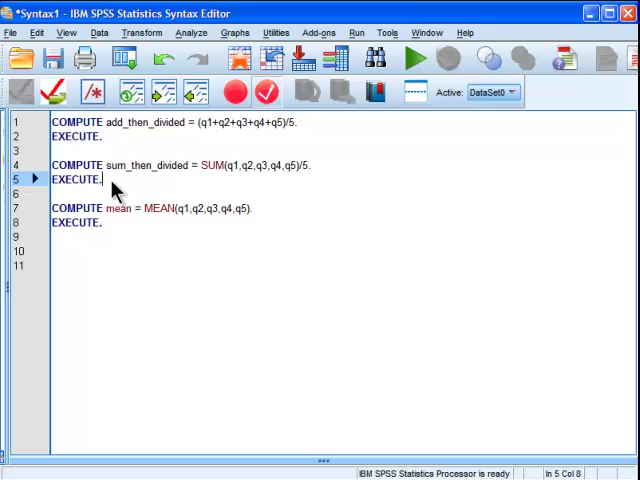 *Syntax1 - IBM SPSS Statistics Syntax Editor
File Edit View Data Transform Analyze Graphs Utilities Add-ons Run Tools Window Help
Active: DataSet0
1 COMPUTE add_then_divided = (q1+q2+q3+q4+q5)/5.
2 EXECUTE.
3
4 COMPUTE sum_then_divided = SUM(q1,q2,q3,q4,q5)/5.
5 EXECUTE.
6
7 COMPUTE mean = MEAN(q1,q2,q3,q4,q5).
8 EXECUTE.
9
10
11
IBM SPSS Statistics Processor is ready In 5 Col 8